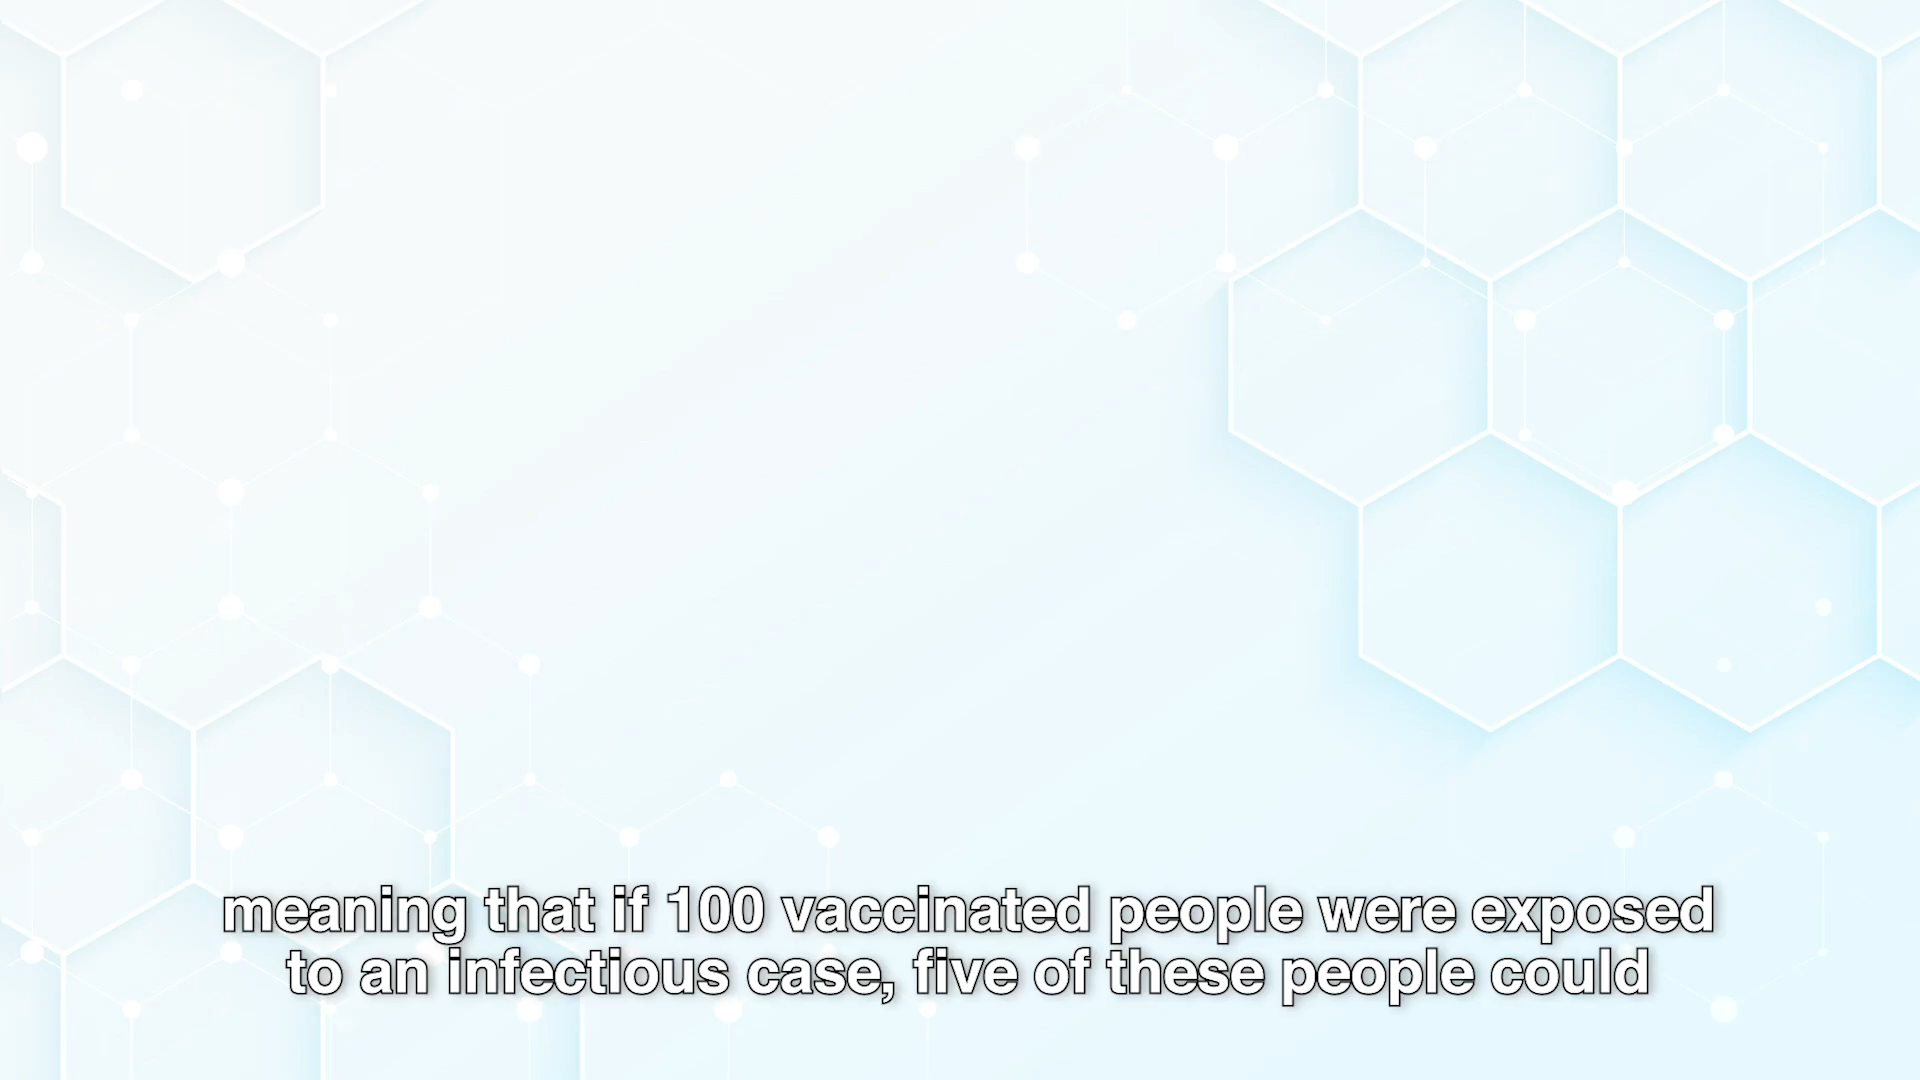 meaning that if 100 vaccinated people were exposed
to an infectious case, five of these people could